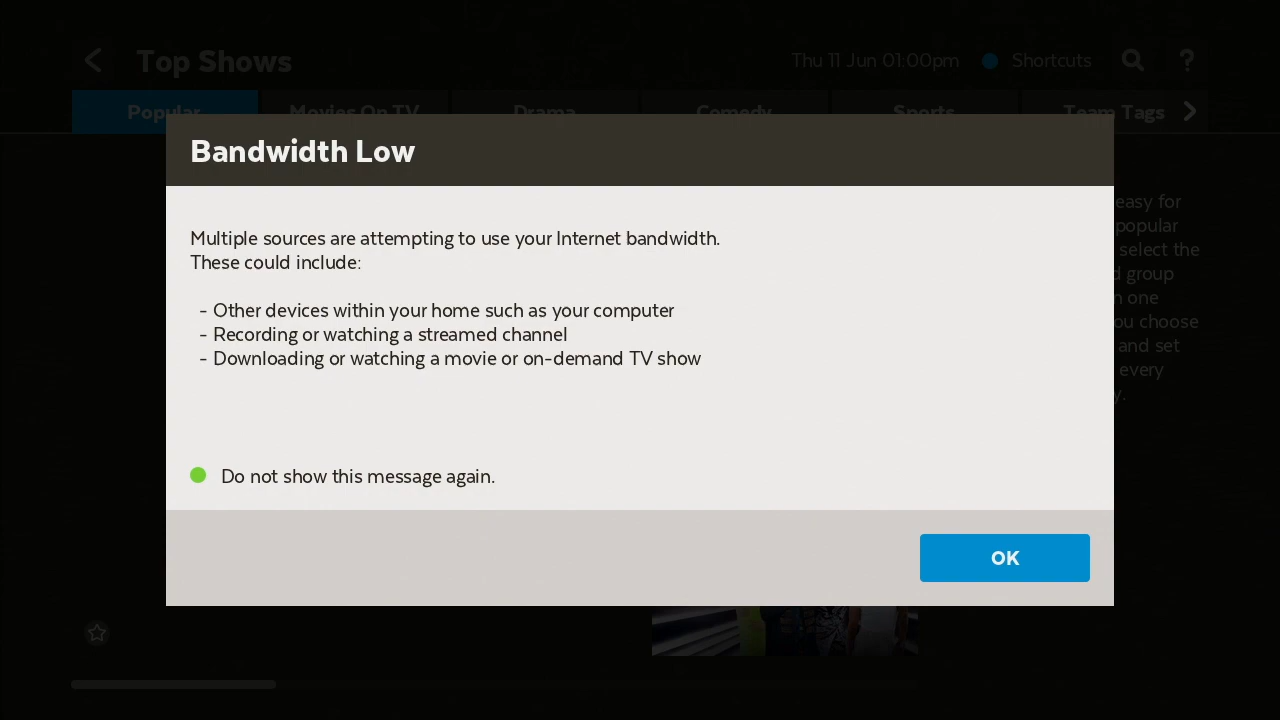 Top Shows
Thu 11 Jun 01:00pm
Shortcuts
?
Popular
Movies On TV
Drama
Comedy
Sports
Team Tags
Bandwidth Low
Multiple sources are attempting to use your Internet bandwidth.
These could include:
- Other devices within your home such as your computer
- Recording or watching a streamed channel
- Downloading or watching a movie or on-demand TV show
Do not show this message again.
OK
easy for
popular
select the
group
one
choose
and set
every